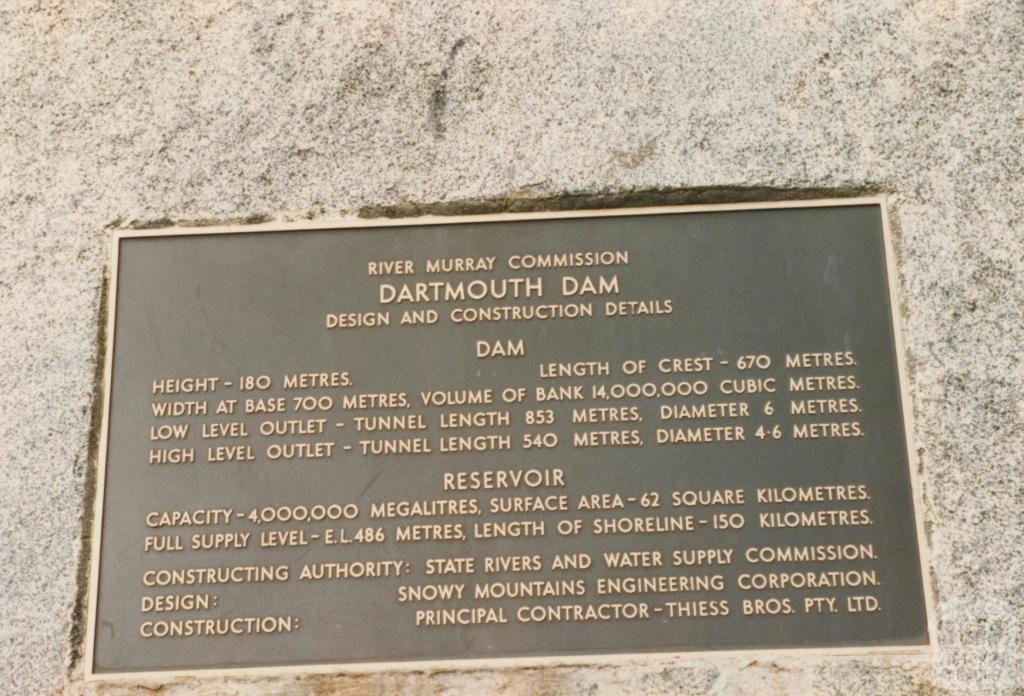 RIVER MURRAY COMMISSION
DARTMOUTH DAM
DESIGN AND CONSTRUCTION DETAILS
DAM
HEIGHT - 180 METRES. LENGTH OF CREST - 670 METRES.
WIDTH AT BASE 700 METRES, VOLUME OF BANK 14,000,000 CUBIC METRES.
LOW LEVEL OUTLET - TUNNEL LENGTH 853 METRES, DIAMETER 6 METRES.
HIGH LEVEL OUTLET - TUNNEL LENGTH 540 METRES, DIAMETER 4·6 METRES.
RESERVOIR
CAPACITY - 4,000,000 MEGALITRES, SURFACE AREA - 62 SQUARE KILOMETRES.
FULL SUPPLY LEVEL - E.L.486 METRES, LENGTH OF SHORELINE - 150 KILOMETRES.
CONSTRUCTING AUTHORITY: STATE RIVERS AND WATER SUPPLY COMMISSION.
DESIGN: SNOWY MOUNTAINS ENGINEERING CORPORATION.
CONSTRUCTION: PRINCIPAL CONTRACTOR - THIESS BROS. PTY. LTD.